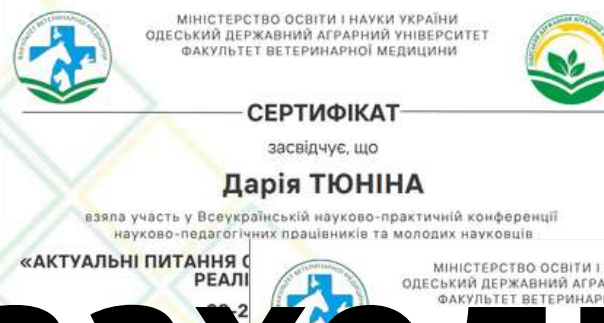 МІНІСТЕРСТВО ОСВІТИ І НАУКИ УКРАЇНИ
ОДЕСЬКИЙ ДЕРЖАВНИЙ АГРАРНИЙ УНІВЕРСИТЕТ
ФАКУЛЬТЕТ ВЕТЕРИНАРНОЇ МЕДИЦИНИ
СЕРТИФІКАТ
засвідчує, що
Дарія ТЮНІНА
взяла участь у Всеукраїнській науково-практичній конференції
науково-педагогічних працівників та молодих науковців
«АКТУАЛЬНІ ПИТАННЯ
РЕАЛІ
МІНІСТЕРСТВО ОСВІТИ І
ОДЕСЬКИЙ ДЕРЖАВНИЙ АГРА
ФАКУЛЬТЕТ ВЕТЕРИНАР